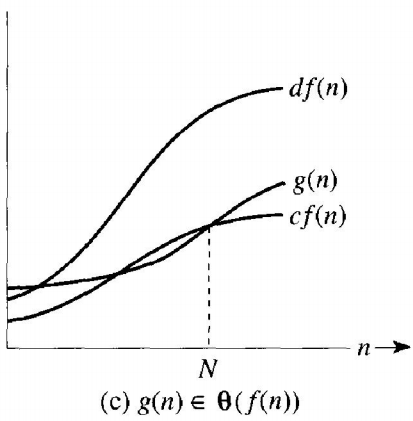 df(n)
g(n)
cf(n)
n
N
(c) g(n) ∈ θ(f(n))